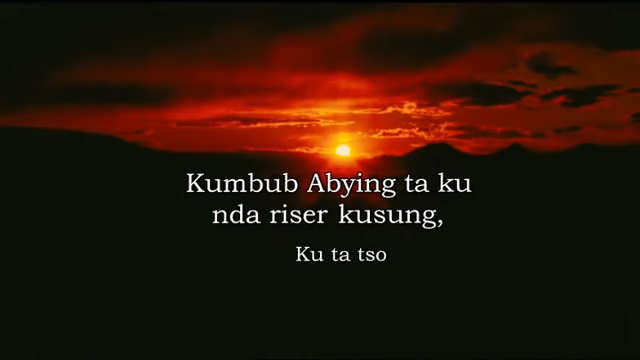 Kumbub Abying ta ku
nda riser kusung,
Ku ta tso